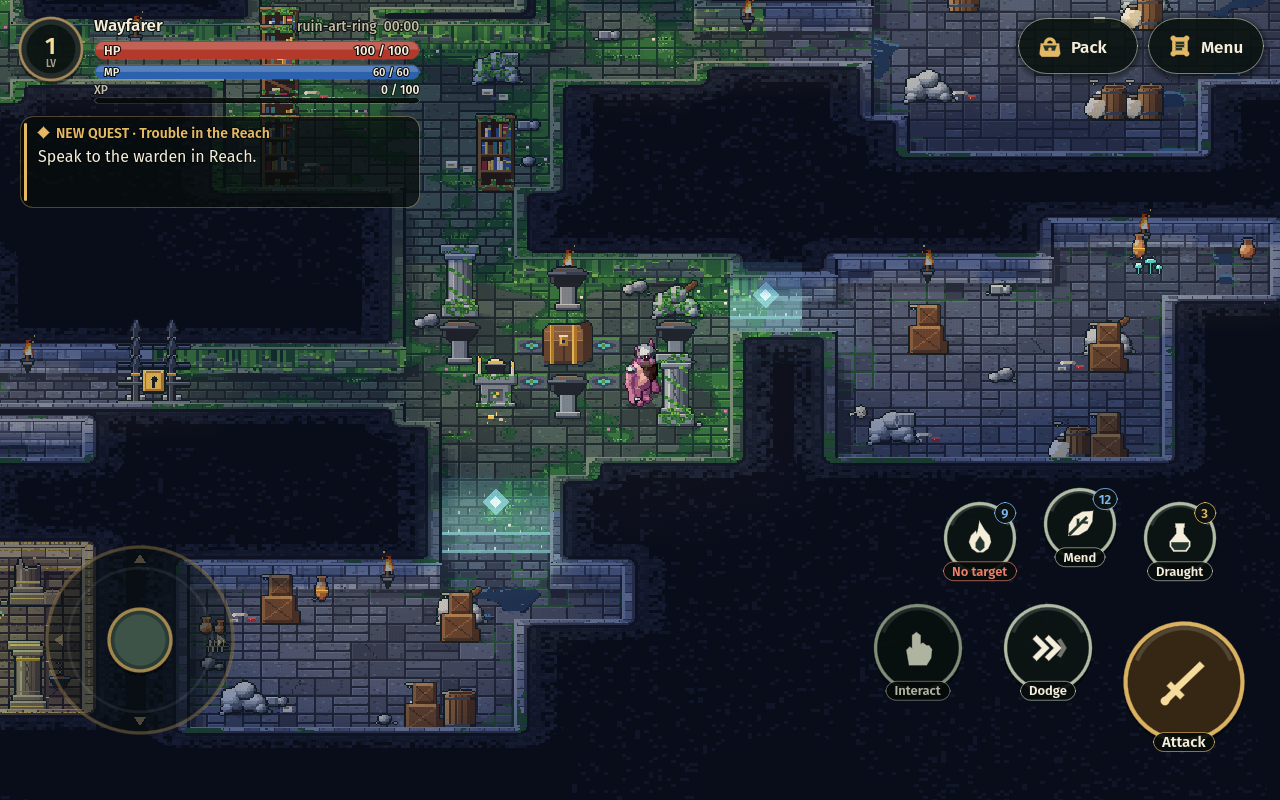 Wayfarer
ruin-art-ring 00:00
1
LV
HP 100 / 100
MP 60 / 60
XP 0 / 100
NEW QUEST · Trouble in the Reach
Speak to the warden in Reach.
Pack
Menu
9
No target
12
Mend
3
Draught
Interact
Dodge
Attack